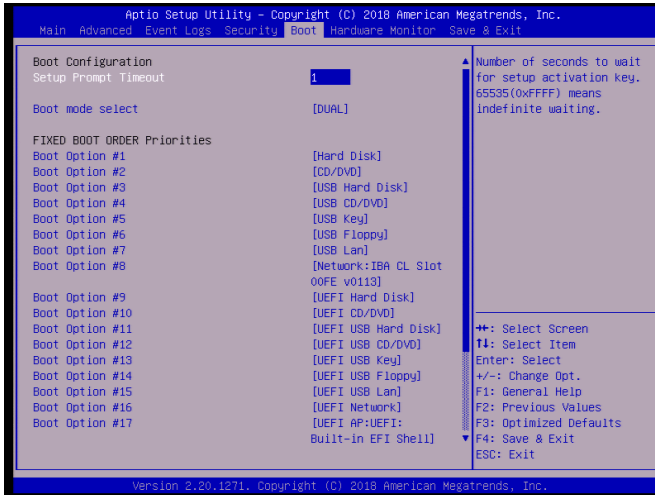 Aptio Setup Utility – Copyright (C) 2018 American Megatrends, Inc.
Main Advanced Event Logs Security Boot Hardware Monitor Save & Exit
Boot Configuration
Setup Prompt Timeout 1
Boot mode select [DUAL]
FIXED BOOT ORDER Priorities
Boot Option #1 [Hard Disk]
Boot Option #2 [CD/DVD]
Boot Option #3 [USB Hard Disk]
Boot Option #4 [USB CD/DVD]
Boot Option #5 [USB Key]
Boot Option #6 [USB Floppy]
Boot Option #7 [USB Lan]
Boot Option #8 [Network:IBA CL Slot
00FE v0113]
Boot Option #9 [UEFI Hard Disk]
Boot Option #10 [UEFI CD/DVD]
Boot Option #11 [UEFI USB Hard Disk]
Boot Option #12 [UEFI USB CD/DVD]
Boot Option #13 [UEFI USB Key]
Boot Option #14 [UEFI USB Floppy]
Boot Option #15 [UEFI USB Lan]
Boot Option #16 [UEFI Network]
Boot Option #17 [UEFI AP:UEFI:
Built-in EFI Shell]
Number of seconds to wait
for setup activation key.
65535(0xFFFF) means
indefinite waiting.
→←: Select Screen
↑↓: Select Item
Enter: Select
+/-: Change Opt.
F1: General Help
F2: Previous Values
F3: Optimized Defaults
F4: Save & Exit
ESC: Exit
Version 2.20.1271. Copyright (C) 2018 American Megatrends, Inc.